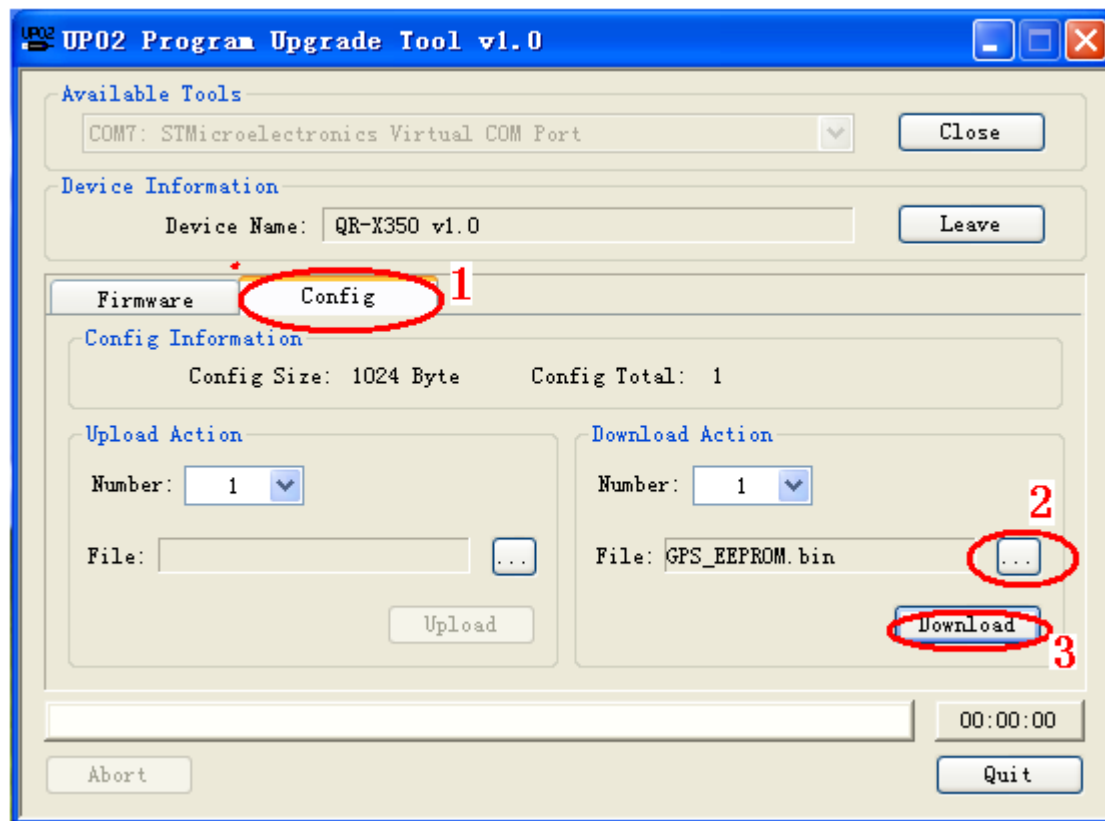 UP02 UP02 Program Upgrade Tool v1.0
Available Tools
COM7: STMicroelectronics Virtual COM Port Close
Device Information
Device Name: QR-X350 v1.0 Leave
Firmware Config 1
Config Information
Config Size: 1024 Byte Config Total: 1
Upload Action
Number: 1
File: ...
Upload
Download Action
Number: 1
2
File: GPS_EEPROM.bin ...
Download
3
00:00:00
Abort Quit